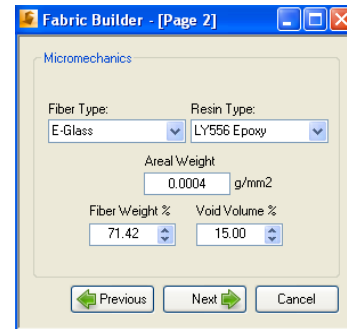 Fabric Builder - [Page 2]
Micromechanics
Fiber Type: Resin Type:
E-Glass LY556 Epoxy
Areal Weight
0.0004 g/mm2
Fiber Weight % Void Volume %
71.42 15.00
Previous Next Cancel